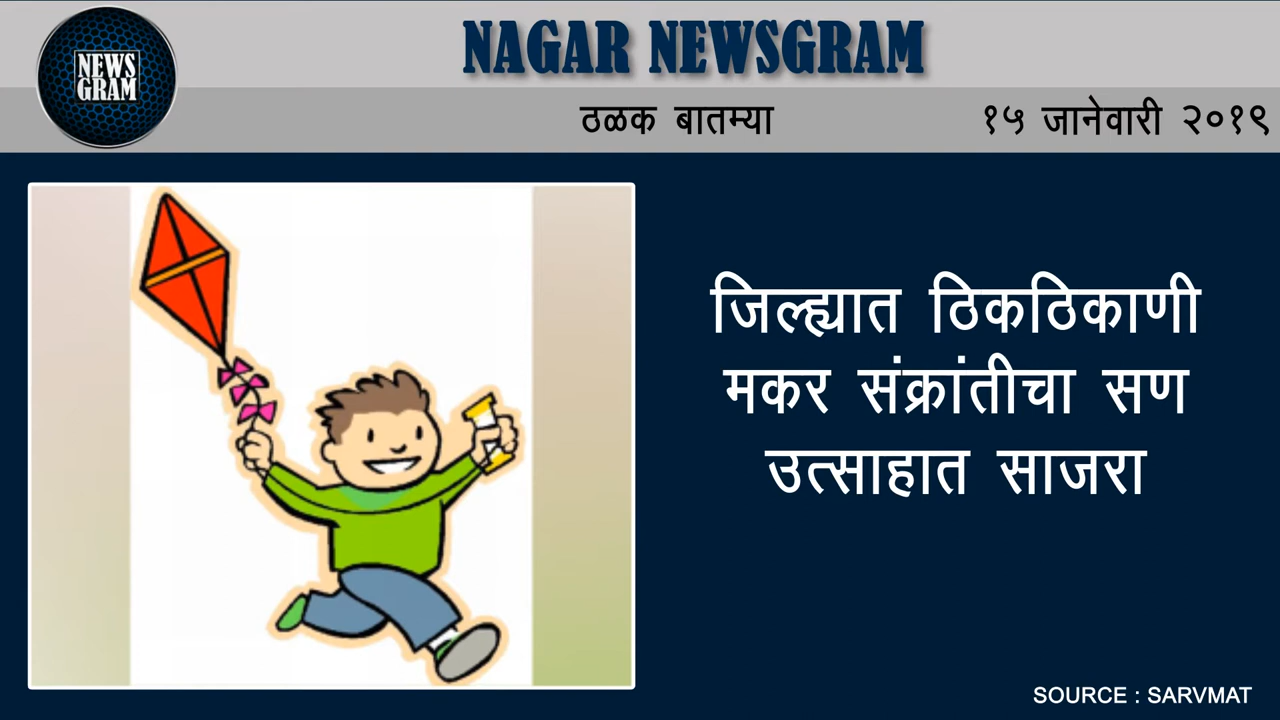 NEWS
GRAM
NAGAR NEWSGRAM
ठळक बातम्या
१५ जानेवारी २०१९
जिल्ह्यात ठिकठिकाणी
मकर संक्रांतीचा सण
उत्साहात साजरा
SOURCE : SARVMAT